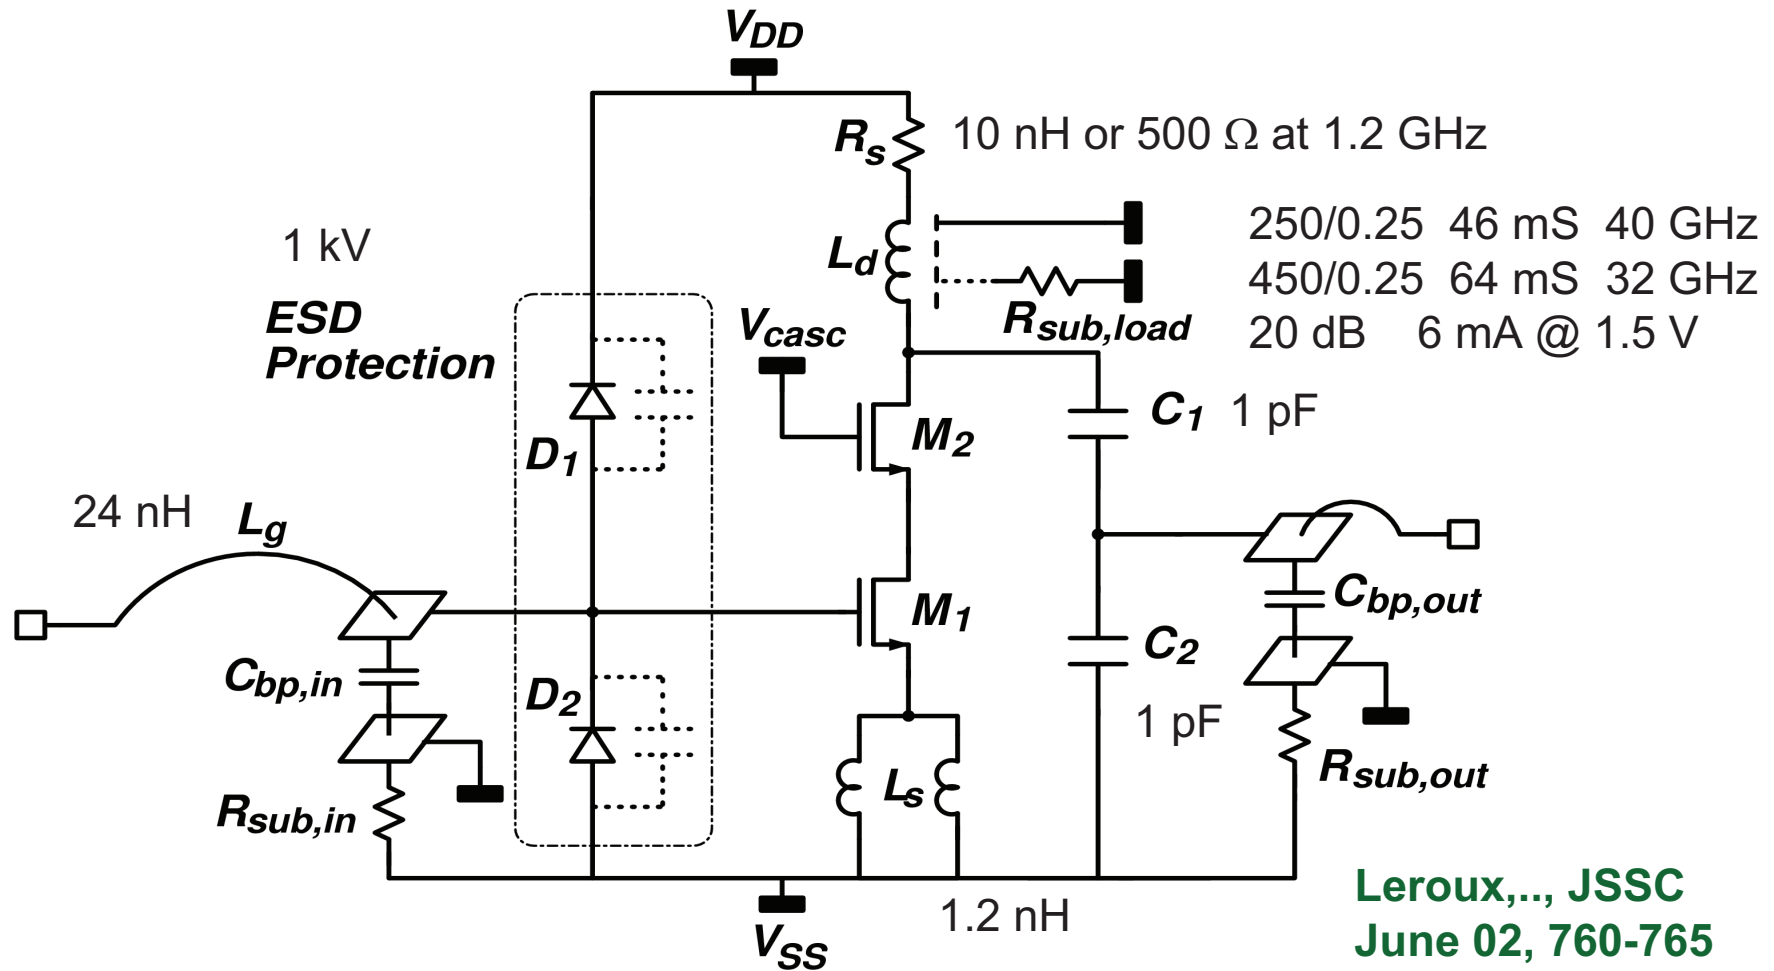 VDD
Rs
10 nH or 500 Ω at 1.2 GHz
250/0.25 46 mS 40 GHz
450/0.25 64 mS 32 GHz
20 dB 6 mA @ 1.5 V
1 kV
ESD
Protection
Ld
Rsub,load
Vcasc
C1 1 pF
M2
D1
24 nH
Lg
M1
Cbp,out
C2
1 pF
Cbp,in
D2
Ls
Rsub,out
Rsub,in
1.2 nH
VSS
Leroux,.., JSSC
June 02, 760-765